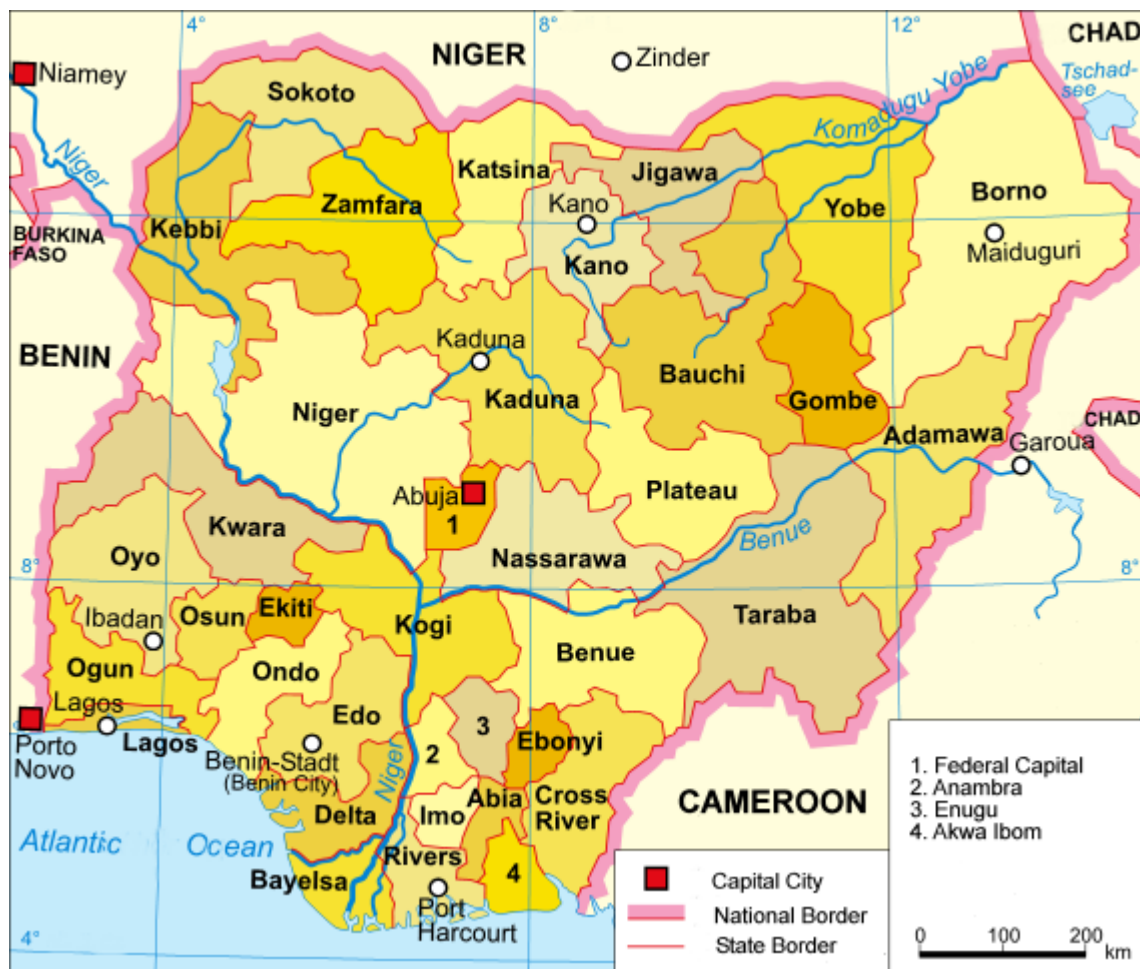 4°
8°
12°
NIGER
CHAD
Zinder
Niamey
Tschad-
see
Sokoto
Komadugu Yobe
Niger
Katsina
Jigawa
Borno
Zamfara
Kano
Yobe
Kebbi
BURKINA
FASO
Maiduguri
Kano
Kaduna
BENIN
Bauchi
Niger
Kaduna
Gombe
CHAD
Adamawa
Garoua
Abuja
Plateau
1
Kwara
Benue
Oyo
Nassarawa
8°
8°
Ibadan
Osun
Ekiti
Kogi
Taraba
Benue
Ogun
Ondo
Lagos
Edo
3
Porto
Novo
Lagos
2
Ebonyi
Benin-Stadt
(Benin City)
Niger
Abia
Cross
River
CAMEROON
Delta
Imo
Atlantic Ocean
Rivers
4
Bayelsa
Port
Harcourt
4°
1. Federal Capital
2. Anambra
3. Enugu
4. Akwa Ibom
Capital City
National Border
State Border
0 100 200 km